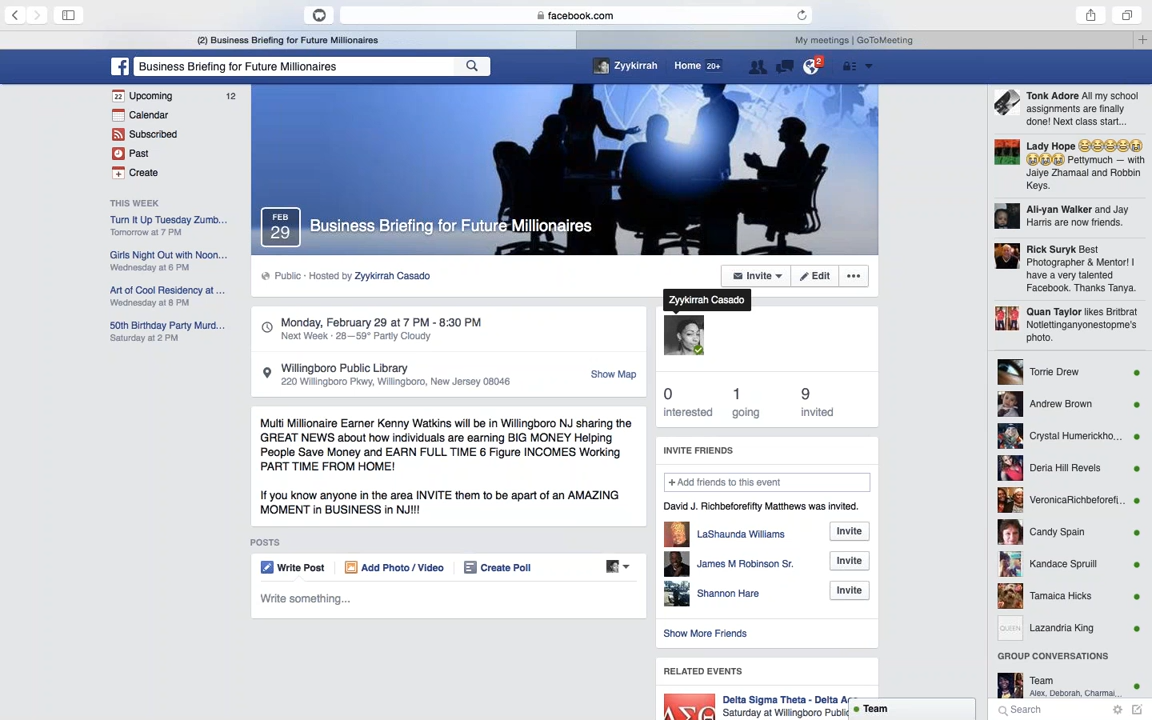 facebook.com
(2) Business Briefing for Future Millionaires
My meetings | GoToMeeting
Business Briefing for Future Millionaires
Zyykirrah
Home 20+
2
22 Upcoming 12
Calendar
Subscribed
Past
Create
THIS WEEK
Turn It Up Tuesday Zumb...
Tomorrow at 7 PM
Girls Night Out with Noon...
Wednesday at 6 PM
Art of Cool Residency at ...
Wednesday at 8 PM
50th Birthday Party Murd...
Saturday at 2 PM
FEB
29
Business Briefing for Future Millionaires
Public · Hosted by Zyykirrah Casado
Invite
Edit
Zyykirrah Casado
Monday, February 29 at 7 PM - 8:30 PM
Next Week · 28—59° Partly Cloudy
Willingboro Public Library
220 Willingboro Pkwy, Willingboro, New Jersey 08046
Show Map
Multi Millionaire Earner Kenny Watkins will be in Willingboro NJ sharing the
GREAT NEWS about how individuals are earning BIG MONEY Helping
People Save Money and EARN FULL TIME 6 Figure INCOMES Working
PART TIME FROM HOME!
If you know anyone in the area INVITE them to be apart of an AMAZING
MOMENT in BUSINESS in NJ!!!
POSTS
Write Post
Add Photo / Video
Create Poll
Write something...
0 1 9
interested going invited
INVITE FRIENDS
+Add friends to this event
David J. Richbeforefifty Matthews was invited.
LaShaunda Williams Invite
James M Robinson Sr. Invite
Shannon Hare Invite
Show More Friends
RELATED EVENTS
Delta Sigma Theta - Delta A
Saturday at Willingboro Public
ΔΣΘ
Team
Tonk Adore All my school
assignments are finally
done! Next class start...
Lady Hope 😂😂😂😂😭
😭😭😭 Pettymuch — with
Jaiye Zhamaal and Robbin
Keys.
Ali-yan Walker and Jay
Harris are now friends.
Rick Suryk Best
Photographer & Mentor! I
have a very talented
Facebook. Thanks Tanya.
Quan Taylor likes Britbrat
Notlettinganyonestopme's
photo.
Torrie Drew
Andrew Brown
Crystal Humerickho...
Deria Hill Revels
VeronicaRichbeforefi...
Candy Spain
Kandace Spruill
Tamaica Hicks
QUEEN Lazandria King
GROUP CONVERSATIONS
Team
Alex, Deborah, Charmai...
Search